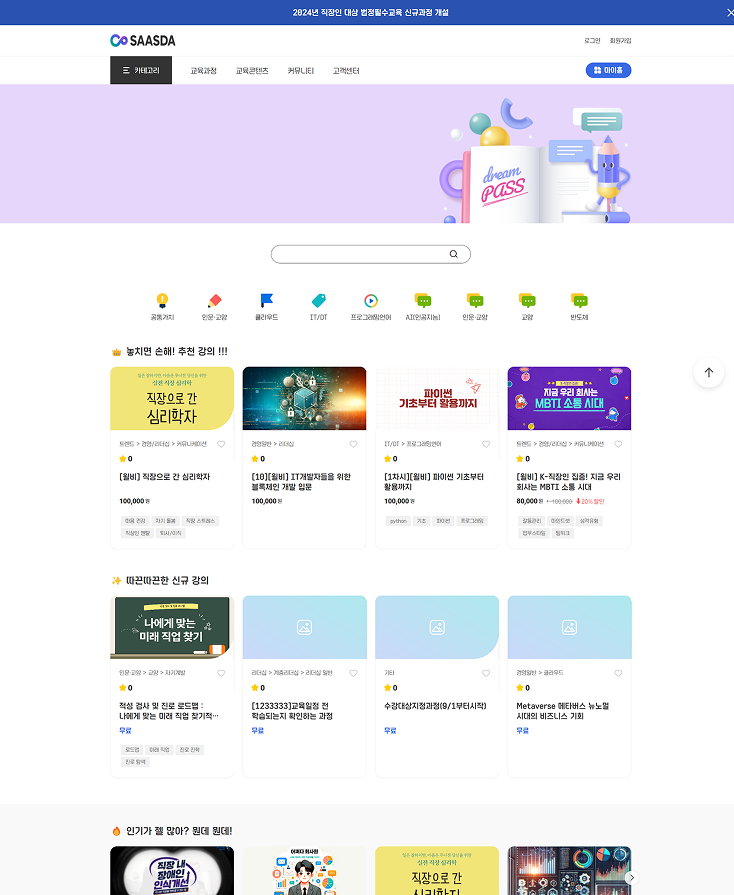 2024년 직장인 대상 법정필수교육 신규과정 개설
SAASDA
로그인 회원가입
카테고리 교육과정 교육콘텐츠 커뮤니티 고객센터 마이홈
dream
PASS
공통가치 인문·교양 클라우드 IT/DT 프로그래밍언어 AI(인공지능) 인문·교양 교양 반도체
놓치면 손해! 추천 강의 !!!
실전 직장 심리학
직장으로 간
심리학자
파이썬
기초부터 활용까지
지금 우리 회사는
MBTI 소통 시대
트렌드 > 경영/리더십 > 커뮤니케이션
0
[월비] 직장으로 간 심리학자
100,000원
마음 건강 자기 돌봄 직장 스트레스
직장인 멘탈 퇴사/이직
경영일반 > 리더십
0
[10][월비] IT개발자들을 위한
블록체인 개발 입문
100,000원
IT/DT > 프로그래밍언어
0
[1차시][월비] 파이썬 기초부터
활용까지
100,000원
python 기초 파이썬 프로그래밍
트렌드 > 경영/리더십 > 커뮤니케이션
0
[월비] K-직장인 집중! 지금 우리
회사는 MBTI 소통 시대
80,000원 100,000 20% 할인
갈등관리 마인드셋 성격유형
업무스타일 팀워크
따끈따끈한 신규 강의
나에게 맞는
미래 직업 찾기
인문·교양 > 교양 > 자기개발
0
적성 검사 및 진로 로드맵 :
나에게 맞는 미래 직업 찾기적…
무료
로드맵 미래 직업 진로 진학
진로 탐색
리더십 > 계층리더십 > 리더십 일반
0
[1233333]교육일정 전
학습되는지 확인하는 과정
무료
기타
0
수강대상지정과정(9/1부터시작)
무료
경영일반 > 클라우드
0
Metaverse 메타버스 뉴노멀
시대의 비즈니스 기회
무료
인기가 젤 많아? 뭔데 뭔데!
직장 내
장애인
인식개선
어쩌다 회사원
실전 직장 심리학
직장으로 간
심리학자